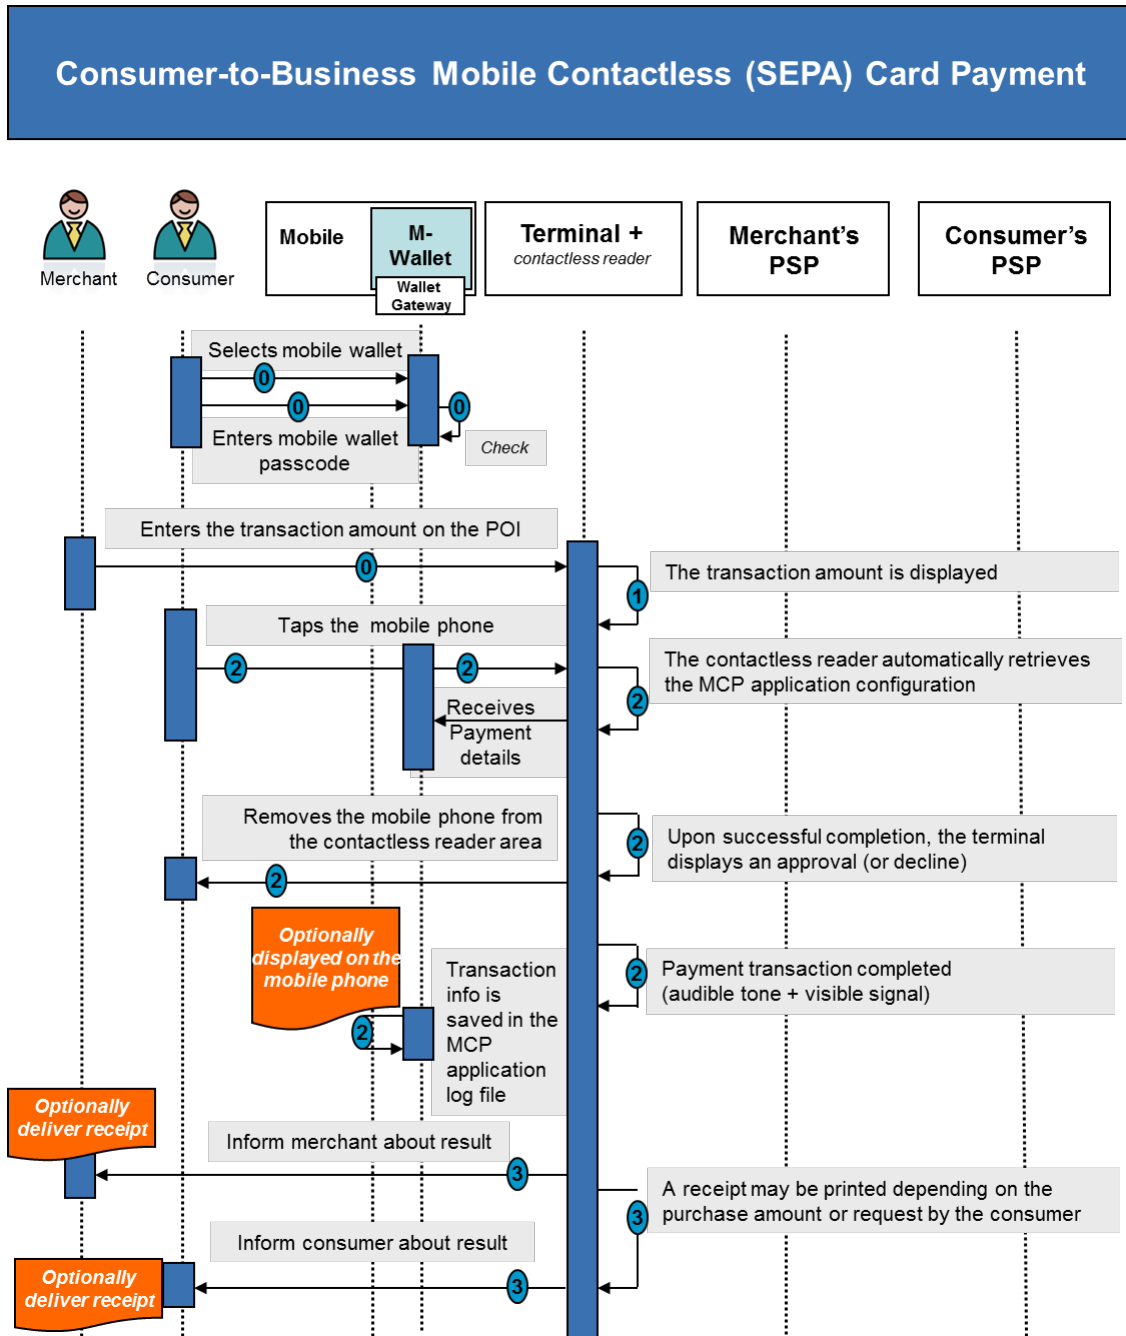 Consumer-to-Business Mobile Contactless (SEPA) Card Payment
Merchant
Consumer
Mobile
M-
Wallet
Wallet
Gateway
Terminal +
contactless reader
Merchant's
PSP
Consumer's
PSP
Selects mobile wallet
0
0
0
Enters mobile wallet
passcode
Check
Enters the transaction amount on the POI
0
The transaction amount is displayed
1
Taps the mobile phone
2
2
The contactless reader automatically retrieves
the MCP application configuration
2
Receives
Payment
details
Removes the mobile phone from
the contactless reader area
2
Upon successful completion, the terminal
displays an approval (or decline)
2
Optionally
displayed on the
mobile phone
2
Transaction
info is
saved in the
MCP
application
log file
2
Payment transaction completed
(audible tone + visible signal)
Optionally
deliver receipt
Inform merchant about result
3
A receipt may be printed depending on the
purchase amount or request by the consumer
3
Inform consumer about result
3
Optionally
deliver receipt